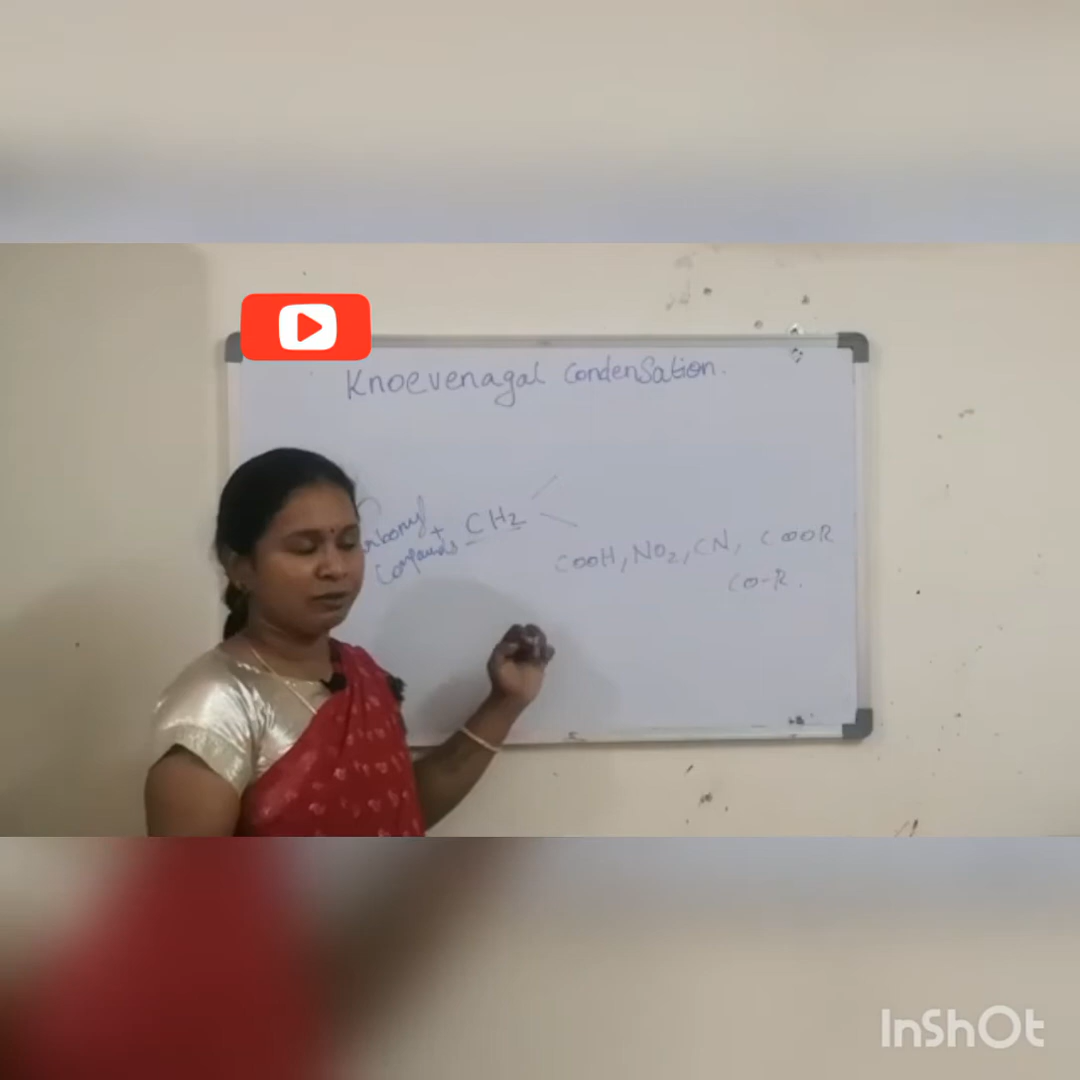 Knoevenagal CondenSation.
Carbonyl
Compounds + CH2
COOH, NO2, CN, COOR
CO-R.
InShOt